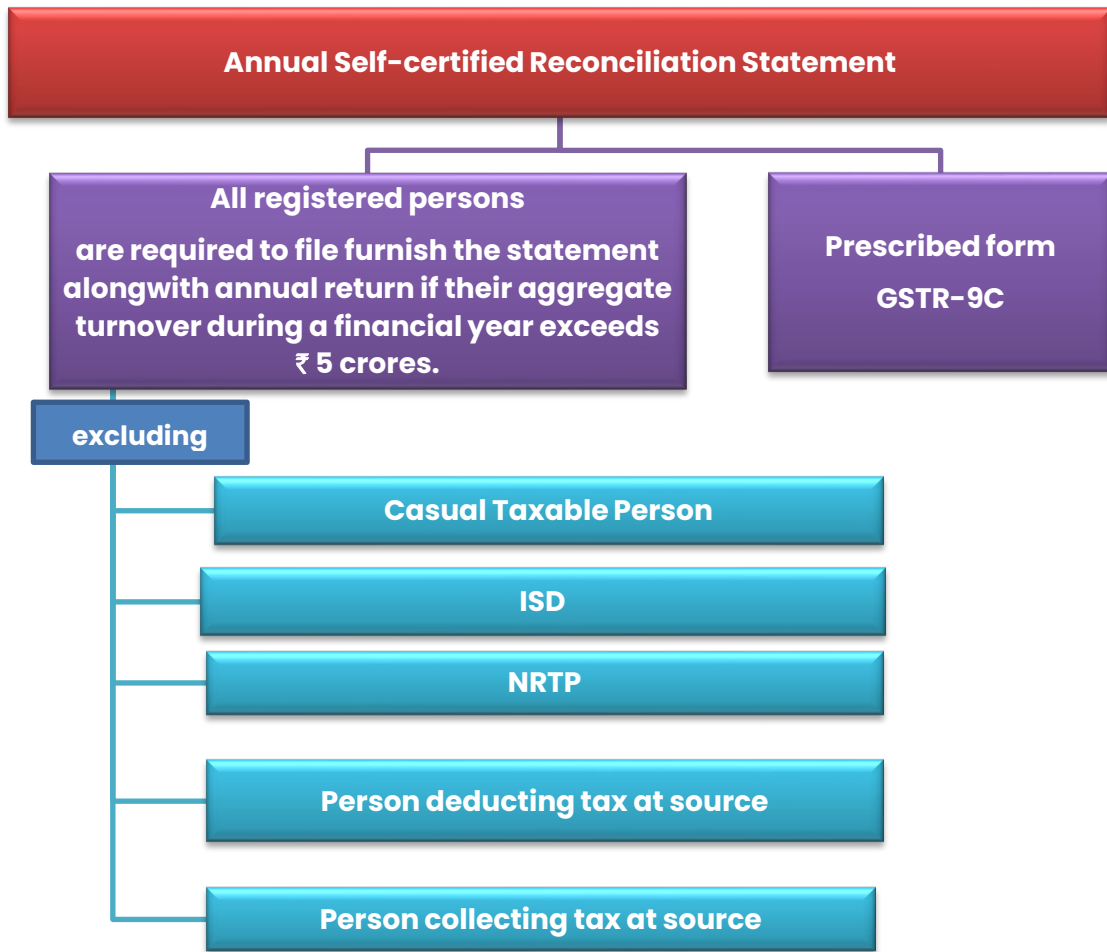 Annual Self-certified Reconciliation Statement
All registered persons
are required to file furnish the statement
alongwith annual return if their aggregate
turnover during a financial year exceeds
₹ 5 crores.
Prescribed form
GSTR-9C
excluding
Casual Taxable Person
ISD
NRTP
Person deducting tax at source
Person collecting tax at source